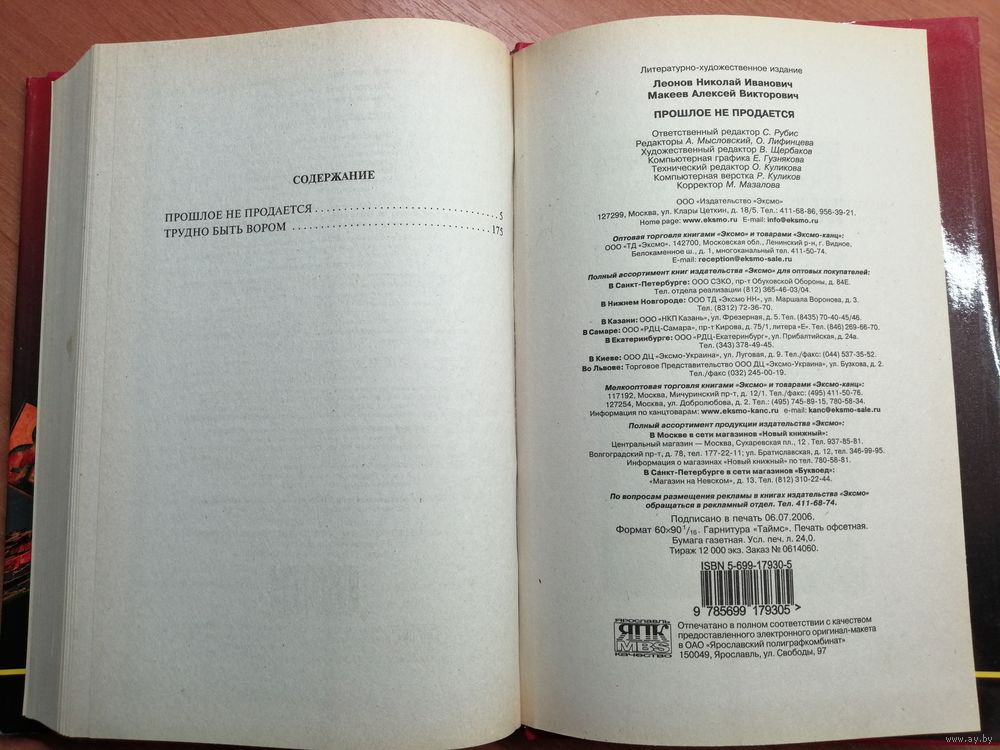 СОДЕРЖАНИЕ
ПРОШЛОЕ НЕ ПРОДАЕТСЯ . . . . . . . . . . . . . . . . . . . . . . . . . . 5
ТРУДНО БЫТЬ ВОРОМ . . . . . . . . . . . . . . . . . . . . . . . . . . . . 175
Литературно-художественное издание
Леонов Николай Иванович
Макеев Алексей Викторович
ПРОШЛОЕ НЕ ПРОДАЕТСЯ
Ответственный редактор С. Рубис
Редакторы А. Мысловский, О. Лифинцева
Художественный редактор В. Щербаков
Компьютерная графика Е. Гузнякова
Технический редактор О. Куликова
Компьютерная верстка Р. Куликов
Корректор М. Мазалова
ООО «Издательство «Эксмо»
127299, Москва, ул. Клары Цеткин, д. 18/5. Тел.: 411-68-86, 956-39-21.
Home page: www.eksmo.ru E-mail: info@eksmo.ru
Оптовая торговля книгами «Эксмо» и товарами «Эксмо-канц»:
ООО «ТД «Эксмо». 142700, Московская обл., Ленинский р-н, г. Видное,
Белокаменное ш., д. 1, многоканальный тел. 411-50-74.
E-mail: reception@eksmo-sale.ru
Полный ассортимент книг издательства «Эксмо» для оптовых покупателей:
В Санкт-Петербурге: ООО СЗКО, пр-т Обуховской Обороны, д. 84Е.
Тел. отдела реализации (812) 365-46-03/04.
В Нижнем Новгороде: ООО ТД «Эксмо НН», ул. Маршала Воронова, д. 3.
Тел. (8312) 72-36-70.
В Казани: ООО «НКП Казань», ул. Фрезерная, д. 5. Тел. (8435) 70-40-45/46.
В Самаре: ООО «РДЦ-Самара», пр-т Кирова, д. 75/1, литера «Е». Тел. (846) 269-66-70.
В Екатеринбурге: ООО «РДЦ-Екатеринбург», ул. Прибалтийская, д. 24а.
Тел. (343) 378-49-45.
В Киеве: ООО ДЦ «Эксмо-Украина», ул. Луговая, д. 9. Тел./факс: (044) 537-35-52.
Во Львове: Торговое Представительство ООО ДЦ «Эксмо-Украина», ул. Бузкова, д. 2.
Тел./факс (032) 245-00-19.
Мелкооптовая торговля книгами «Эксмо» и товарами «Эксмо-канц»:
117192, Москва, Мичуринский пр-т, д. 12/1. Тел./факс: (495) 411-50-76.
127254, Москва, ул. Добролюбова, д. 2. Тел.: (495) 745-89-15, 780-58-34.
Информация по канцтоварам: www.eksmo-kanc.ru e-mail: kanc@eksmo-sale.ru
Полный ассортимент продукции издательства «Эксмо»:
В Москве в сети магазинов «Новый книжный»:
Центральный магазин — Москва, Сухаревская пл., 12 . Тел. 937-85-81.
Волгоградский пр-т, д. 78, тел. 177-22-11; ул. Братиславская, д. 12, тел. 346-99-95.
Информация о магазинах «Новый книжный» по тел. 780-58-81.
В Санкт-Петербурге в сети магазинов «Буквоед»:
«Магазин на Невском», д. 13. Тел. (812) 310-22-44.
По вопросам размещения рекламы в книгах издательства «Эксмо»
обращаться в рекламный отдел. Тел. 411-68-74.
Подписано в печать 06.07.2006.
Формат 60×90 1/16. Гарнитура «Таймс». Печать офсетная.
Бумага газетная. Усл. печ. л. 24,0.
Тираж 12 000 экз. Заказ № 0614060.
ISBN 5-699-17930-5
9 785699 179305>
ЯРОСЛАВЛЬ
ЯПК
MBS
КАЧЕСТВО
Отпечатано в полном соответствии с качеством
предоставленного электронного оригинал-макета
в ОАО «Ярославский полиграфкомбинат»
150049, Ярославль, ул. Свободы, 97
www.ay.by